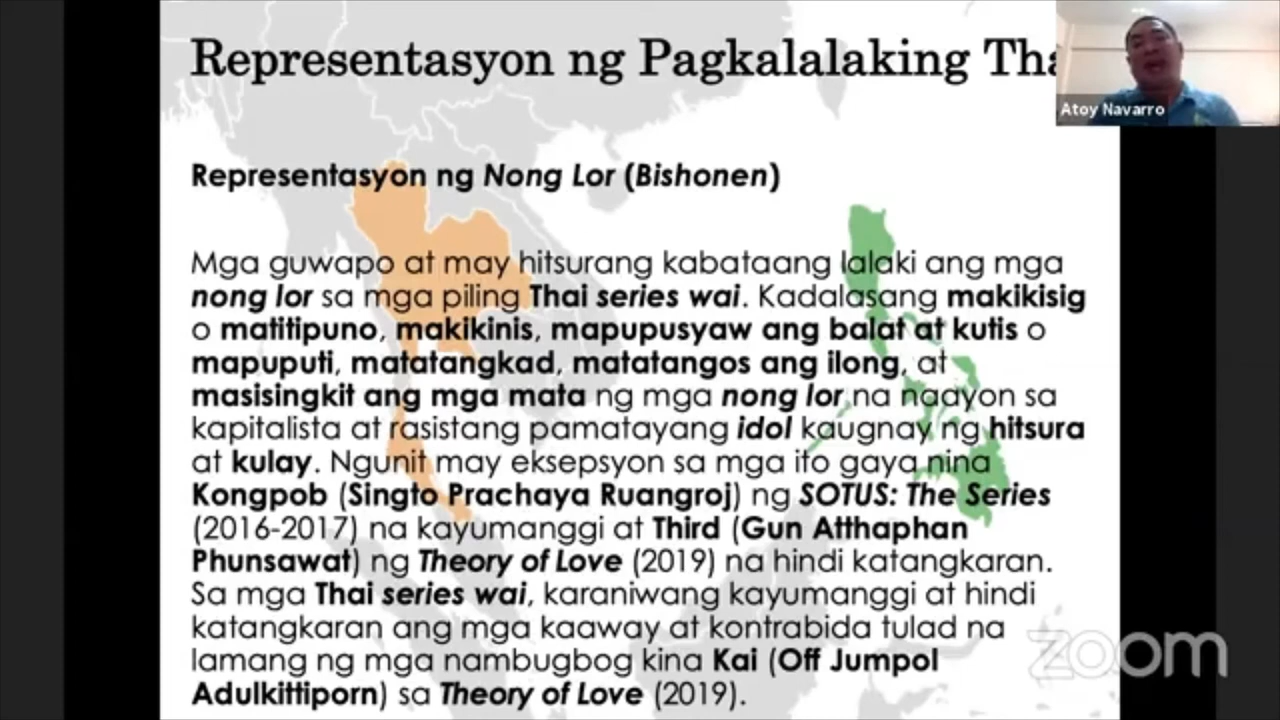 Representasyon ng Pagkalalaking
Atoy Navarro
Representasyon ng Nong Lor (Bishonen)
Mga guwapo at may hitsurang kabataang lalaki ang mga
nong lor sa mga piling Thai series wai. Kadalasang makikisig
o matitipuno, makikinis, mapupusyaw ang balat at kutis o
mapuputi, matatangkad, matatangos ang ilong, at
masisingkit ang mga mata ng mga nong lor na naayon sa
kapitalista at rasistang pamatayang idol kaugnay ng hitsura
at kulay. Ngunit may eksepsyon sa mga ito gaya nina
Kongpob (Singto Prachaya Ruangroj) ng SOTUS: The Series
(2016-2017) na kayumanggi at Third (Gun Atthaphan
Phunsawat) ng Theory of Love (2019) na hindi katangkaran.
Sa mga Thai series wai, karaniwang kayumanggi at hindi
katangkaran ang mga kaaway at kontrabida tulad na
lamang ng mga nambugbog kina Kai (Off Jumpol
Adulkittiporn) sa Theory of Love (2019).
zoom